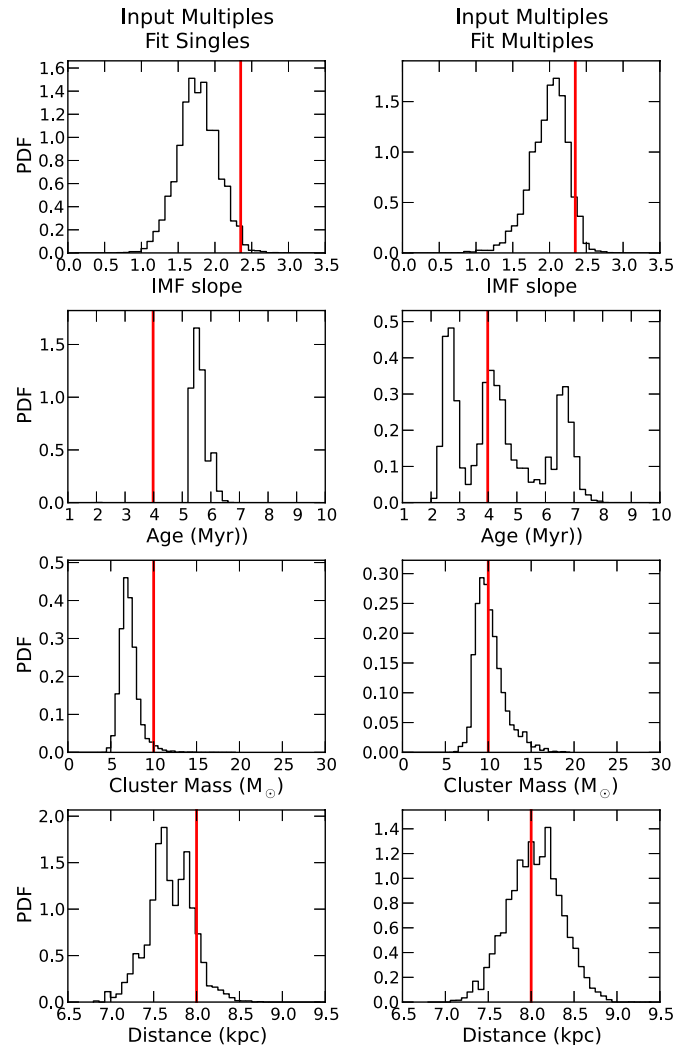 Input Multiples
Fit Singles
Input Multiples
Fit Multiples
1.6
1.4
1.2
1.0
0.8
0.6
0.4
0.2
0.0
PDF
0.0 0.5 1.0 1.5 2.0 2.5 3.0 3.5
IMF slope
1.5
1.0
0.5
0.0
0.0 0.5 1.0 1.5 2.0 2.5 3.0 3.5
IMF slope
1.5
1.0
0.5
0.0
PDF
1 2 3 4 5 6 7 8 9 10
Age (Myr))
0.5
0.4
0.3
0.2
0.1
0.0
1 2 3 4 5 6 7 8 9 10
Age (Myr))
0.5
0.4
0.3
0.2
0.1
0.0
PDF
0 5 10 15 20 25 30
Cluster Mass (M☉)
0.30
0.25
0.20
0.15
0.10
0.05
0.00
0 5 10 15 20 25 30
Cluster Mass (M☉)
2.0
1.5
1.0
0.5
0.0
PDF
6.5 7.0 7.5 8.0 8.5 9.0 9.5
Distance (kpc)
1.4
1.2
1.0
0.8
0.6
0.4
0.2
0.0
6.5 7.0 7.5 8.0 8.5 9.0 9.5
Distance (kpc)